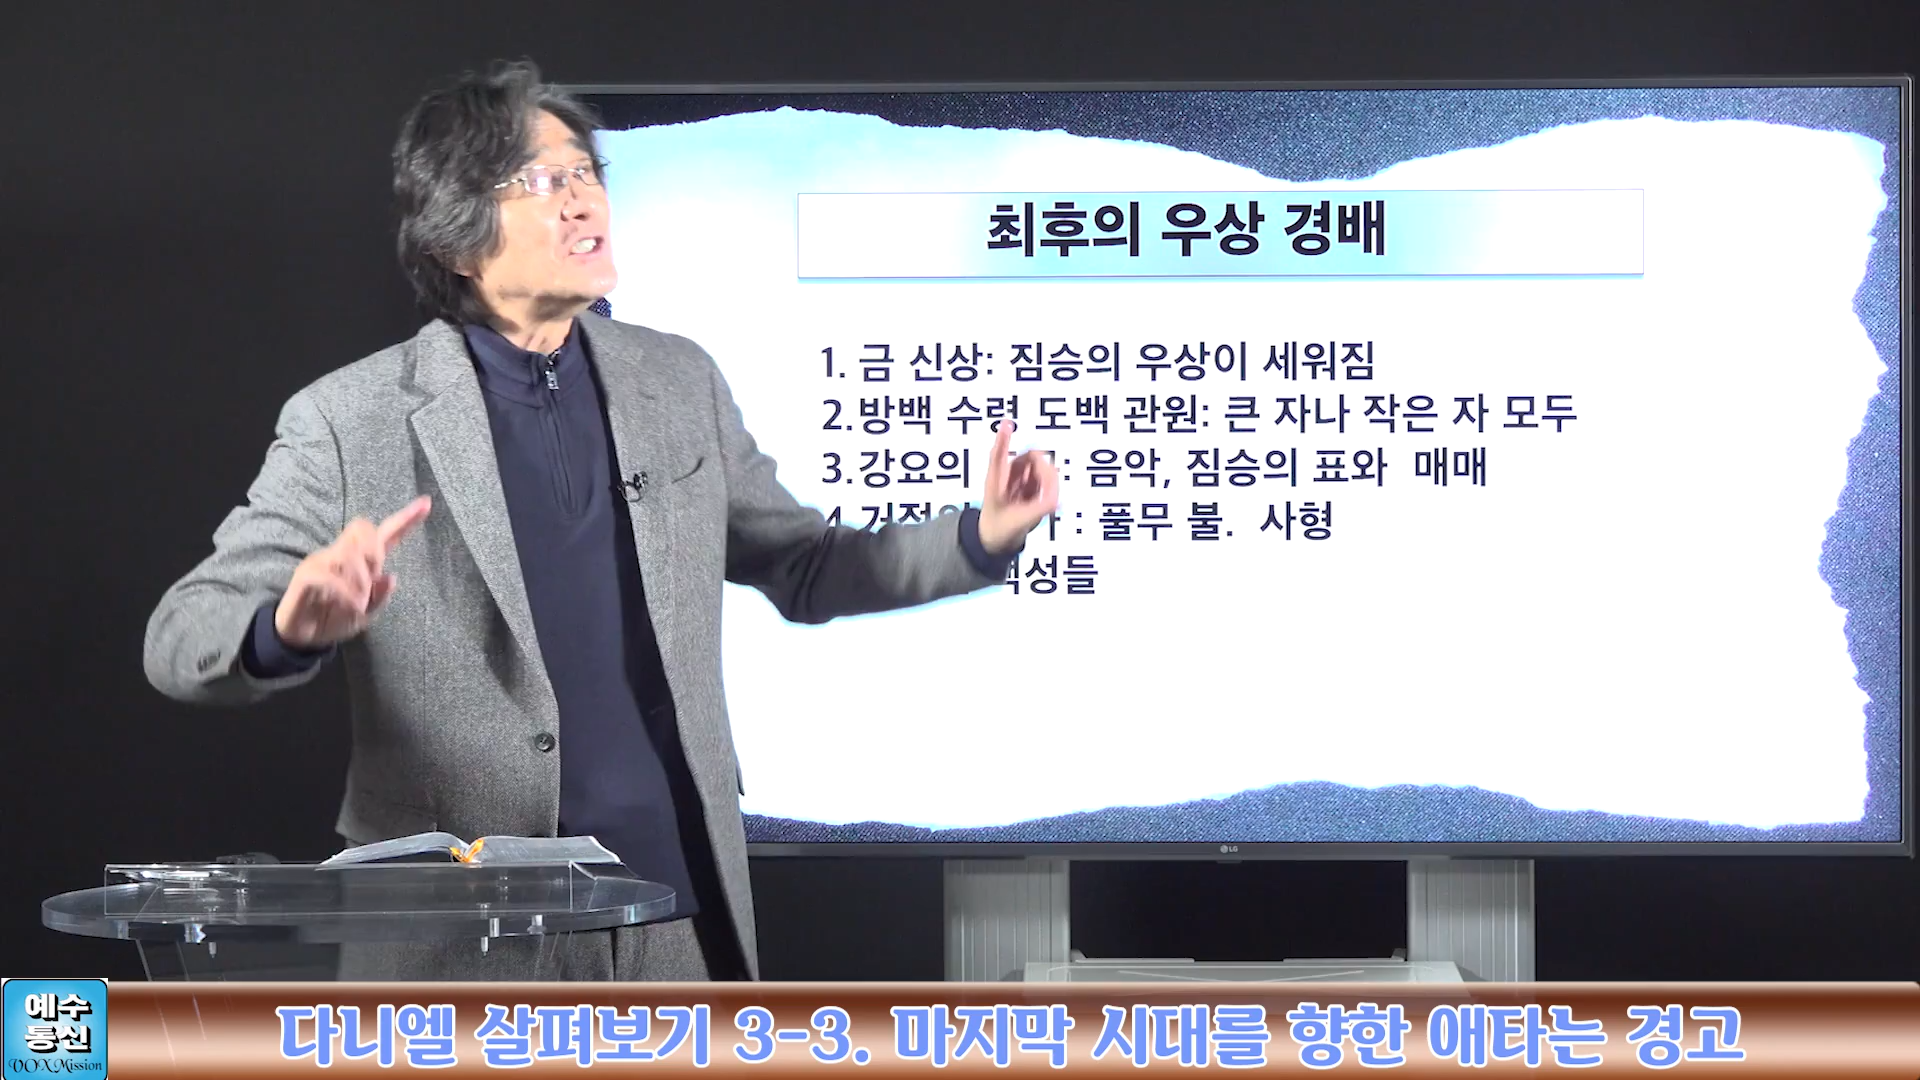 최후의 우상 경배
1. 금 신상: 짐승의 우상이 세워짐
2.방백 수령 도백 관원: 큰 자나 작은 자 모두
3.강요의 : 음악, 짐승의 표와 매매
4. : 풀무 불. 사형
LG
예수
통신
VOXMission
다니엘 살펴보기 3-3. 마지막 시대를 향한 애타는 경고